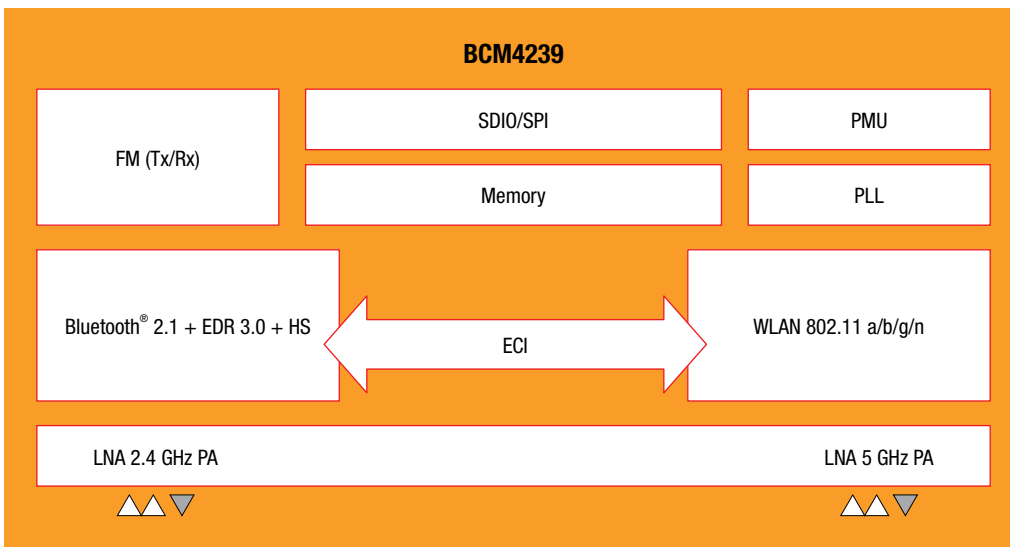 BCM4239
FM (Tx/Rx)
SDIO/SPI
PMU
Memory
PLL
Bluetooth® 2.1 + EDR 3.0 + HS
ECI
WLAN 802.11 a/b/g/n
LNA 2.4 GHz PA
LNA 5 GHz PA